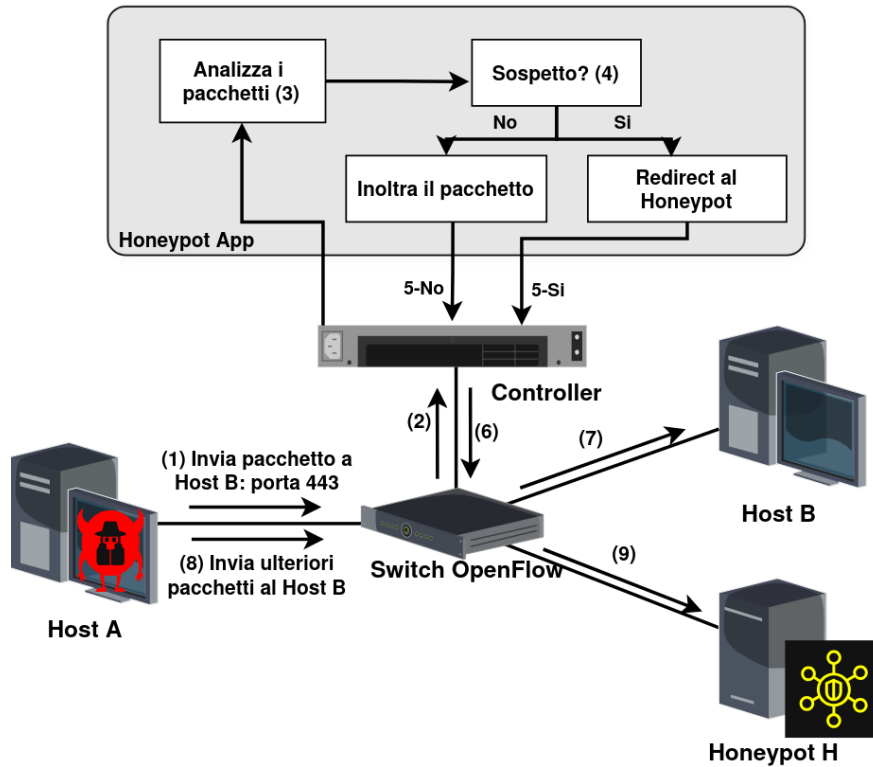 Analizza i
pacchetti (3)
Sospetto? (4)
No
Si
Inoltra il pacchetto
Redirect al
Honeypot
Honeypot App
5-No
5-Si
Controller
(2)
(6)
(7)
(1) Invia pacchetto a
Host B: porta 443
Host B
(8) Invia ulteriori
pacchetti al Host B
Switch OpenFlow
(9)
Host A
Honeypot H